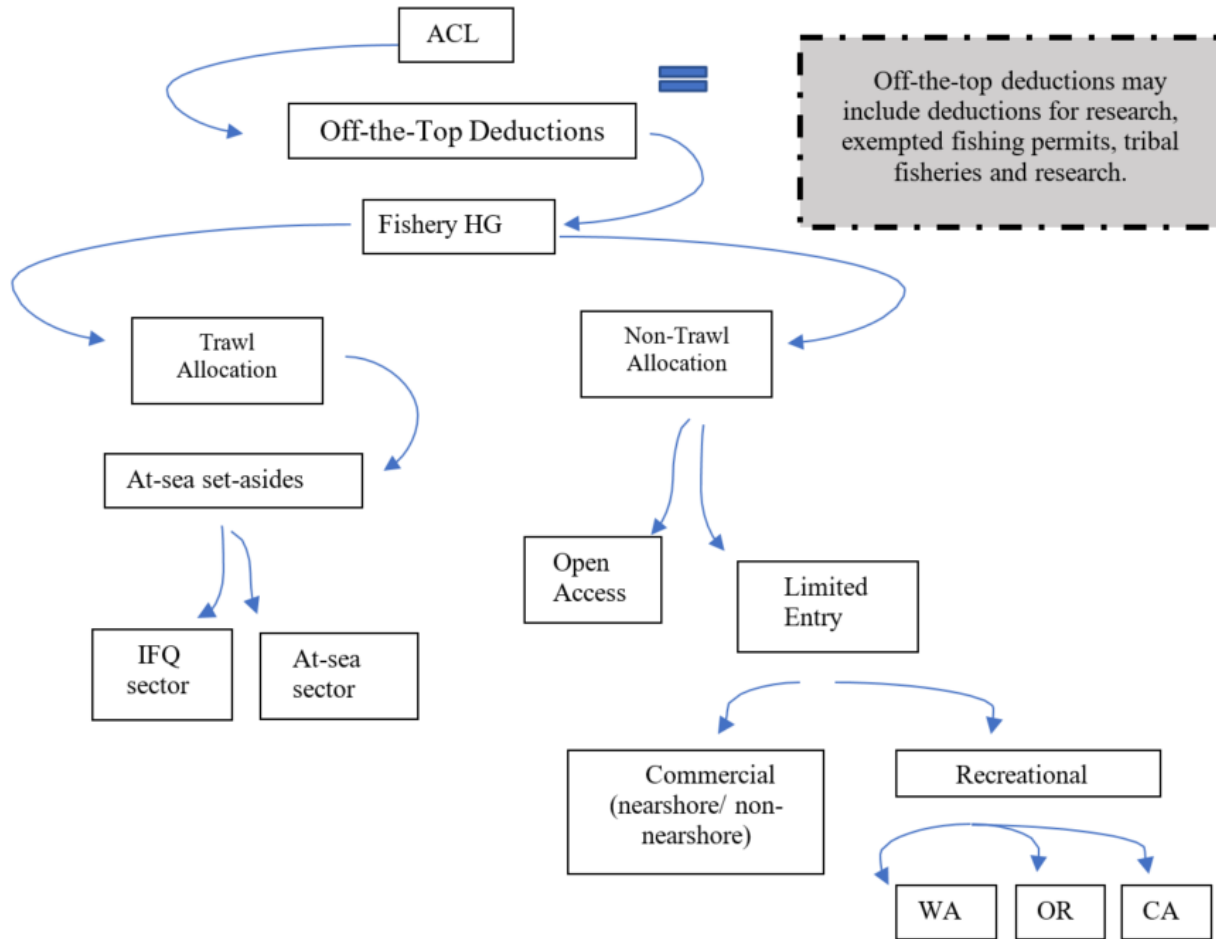 ACL
Off-the-top deductions may
include deductions for research,
exempted fishing permits, tribal
fisheries and research.
Off-the-Top Deductions
Fishery HG
Trawl
Allocation
Non-Trawl
Allocation
At-sea set-asides
Open
Access
Limited
Entry
IFQ
sector
At-sea
sector
Commercial
(nearshore/ non-
nearshore)
Recreational
WA
OR
CA